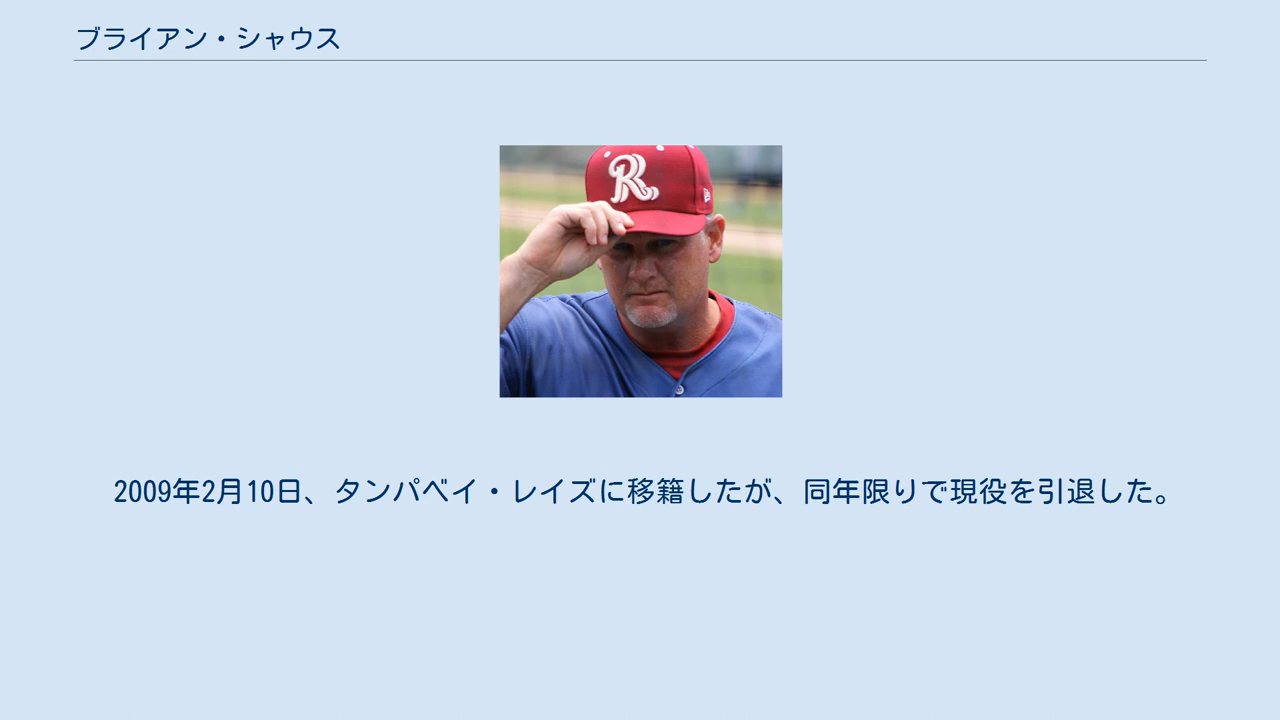 ブライアン・シャウス
R
2009年2月10日、タンパベイ・レイズに移籍したが、同年限りで現役を引退した。